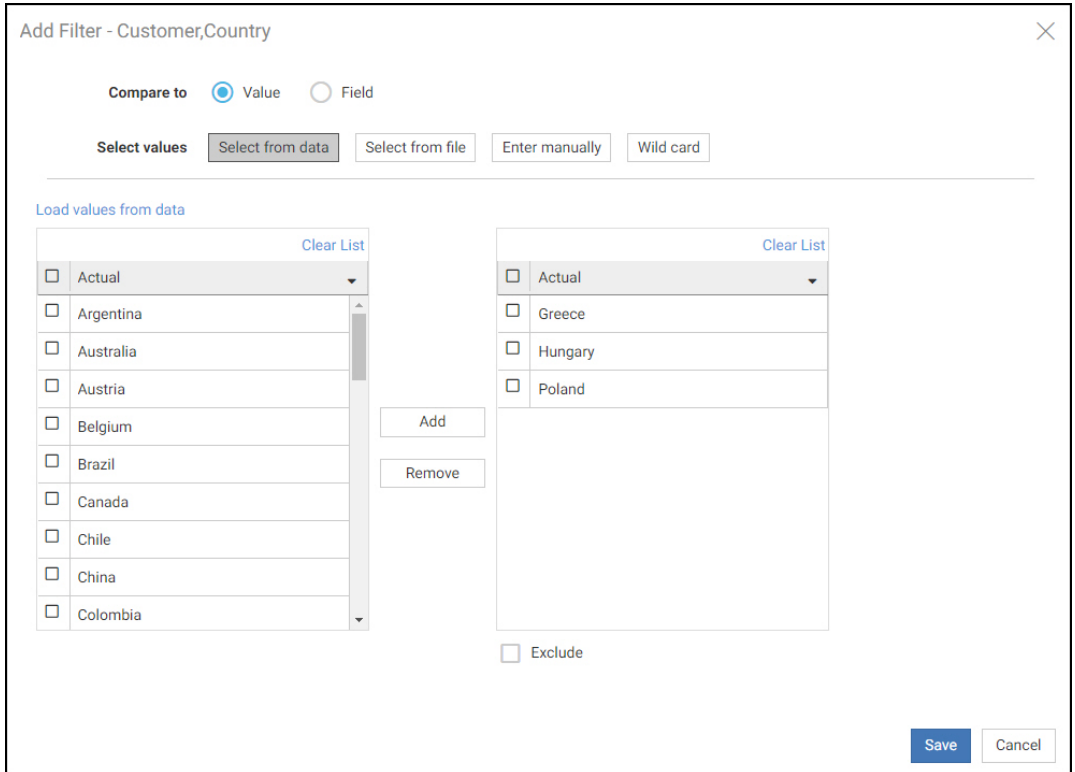 Add Filter - Customer,Country
Compare to Value Field
Select values Select from data Select from file Enter manually Wild card
Load values from data
Clear List
Actual
Argentina
Australia
Austria
Belgium
Brazil
Canada
Chile
China
Colombia
Add
Remove
Clear List
Actual
Greece
Hungary
Poland
Exclude
Save Cancel